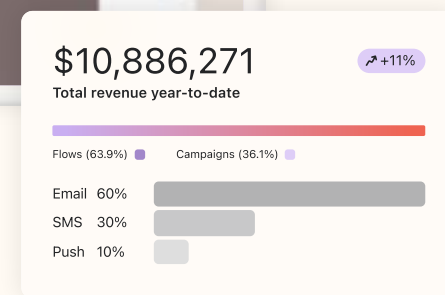 $10,886,271
+11%
Total revenue year-to-date
Flows (63.9%)
Campaigns (36.1%)
Email 60%
SMS 30%
Push 10%